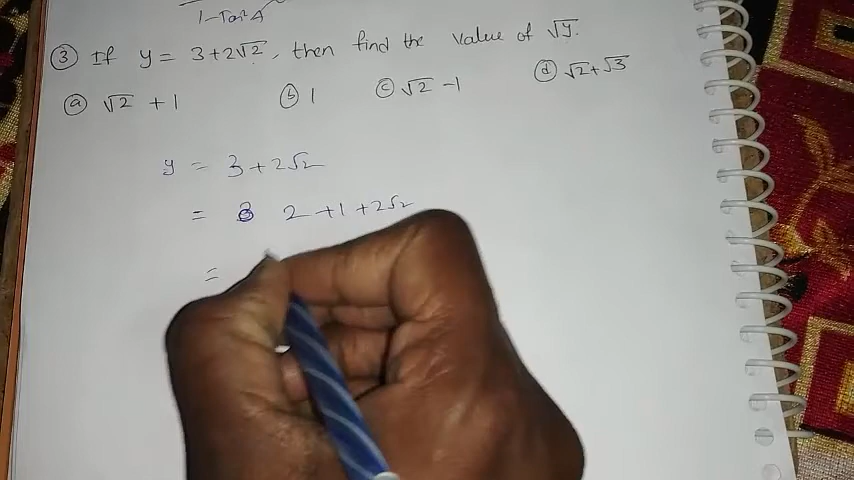 1-Tan²A
③ If y = 3+2√2, then find the value of √y.
ⓐ √2 + 1 ⓑ 1 ⓒ √2 - 1 ⓓ √2+√3
y = 3+2√2
= 2 +1 +2√2
=